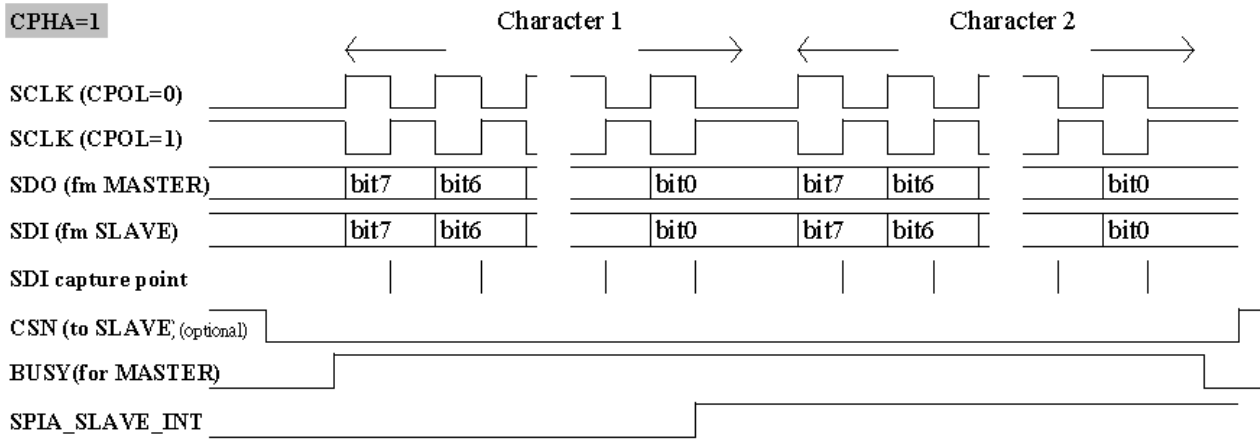 CPHA=1
Character 1 Character 2
SCLK (CPOL=0)
SCLK (CPOL=1)
SDO (fm MASTER) bit7 bit6 bit0 bit7 bit6 bit0
SDI (fm SLAVE) bit7 bit6 bit0 bit7 bit6 bit0
SDI capture point
CSN (to SLAVE) (optional)
BUSY(for MASTER)
SPIA_SLAVE_INT